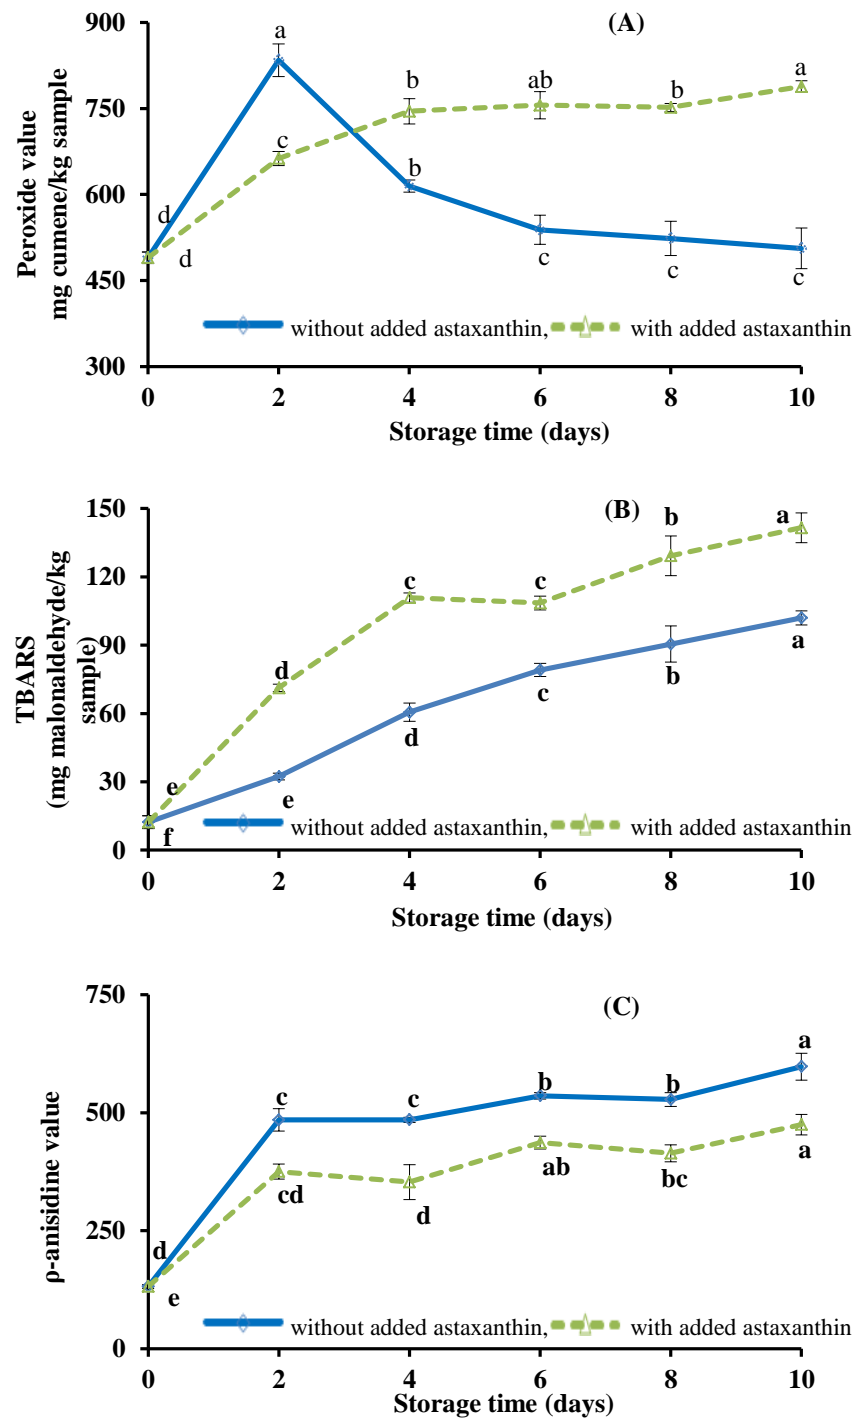 (A)
900
750
600
450
300
Peroxide value
mg cumene/kg sample
a
b
ab
b
a
c
b
d
d
c
c
c
without added astaxanthin,
with added astaxanthin
0 2 4 6 8 10
Storage time (days)
(B)
150
120
90
60
30
0
TBARS
(mg malonaldehyde/kg
sample)
b
a
c
c
d
a
b
c
d
e
e
f
without added astaxanthin,
with added astaxanthin
0 2 4 6 8 10
Storage time (days)
(C)
750
500
250
0
ρ-anisidine value
a
b
b
c
c
a
ab
bc
cd
d
d
e
without added astaxanthin,
with added astaxanthin
0 2 4 6 8 10
Storage time (days)